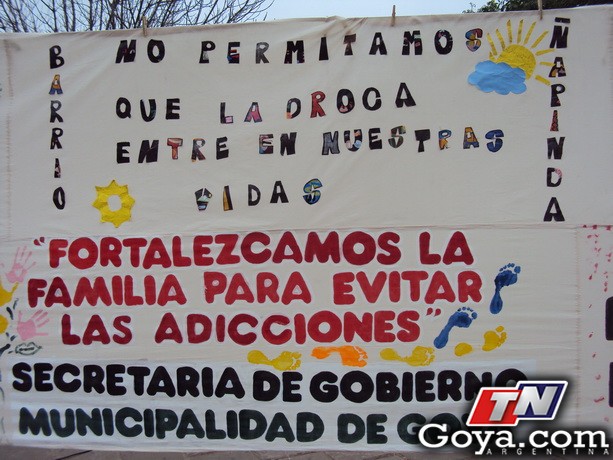 BARRIO
ÑAPINDA
NO PERMITAMOS
QUE LA DROGA
ENTRE EN NUESTRAS
VIDAS
"FORTALEZCAMOS LA
FAMILIA PARA EVITAR
LAS ADICCIONES"
SECRETARIA DE GOBIERNO
MUNICIPALIDAD DE
TN
Goya.com
ARGENTINA